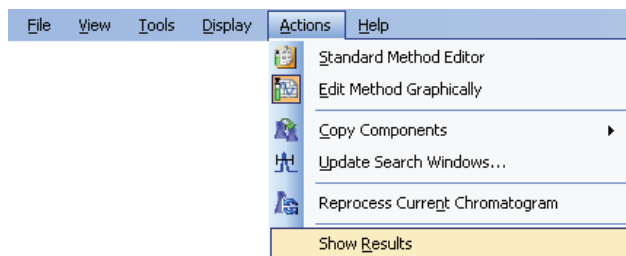 File View Tools Display Actions Help
Standard Method Editor
Edit Method Graphically
Copy Components
Update Search Windows...
Reprocess Current Chromatogram
Show Results